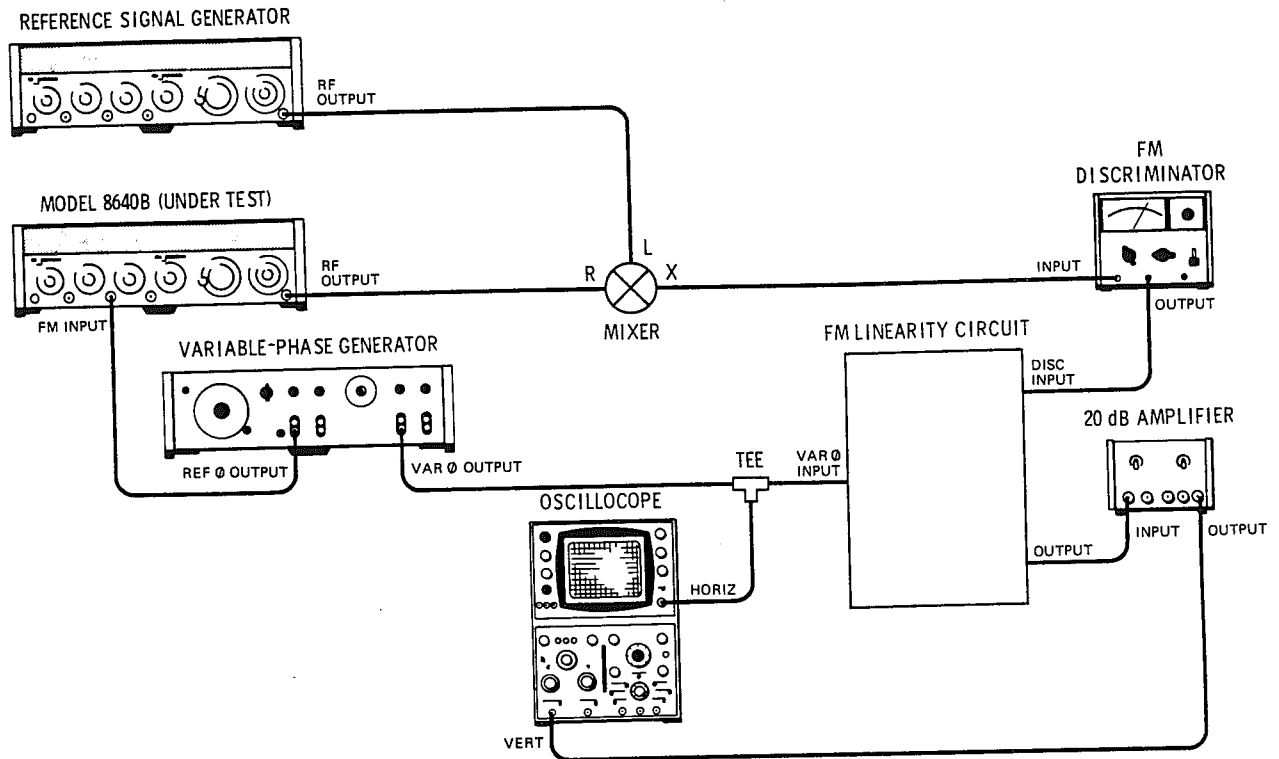 REFERENCE SIGNAL GENERATOR
RF
OUTPUT
FM
DISCRIMINATOR
MODEL 8640B (UNDER TEST)
RF
OUTPUT
L
R
X
MIXER
INPUT
OUTPUT
FM INPUT
VARIABLE-PHASE GENERATOR
FM LINEARITY CIRCUIT
DISC
INPUT
20 dB AMPLIFIER
REF Ø OUTPUT
VAR Ø OUTPUT
TEE
VAR Ø
INPUT
OSCILLOCOPE
INPUT
OUTPUT
OUTPUT
HORIZ
VERT